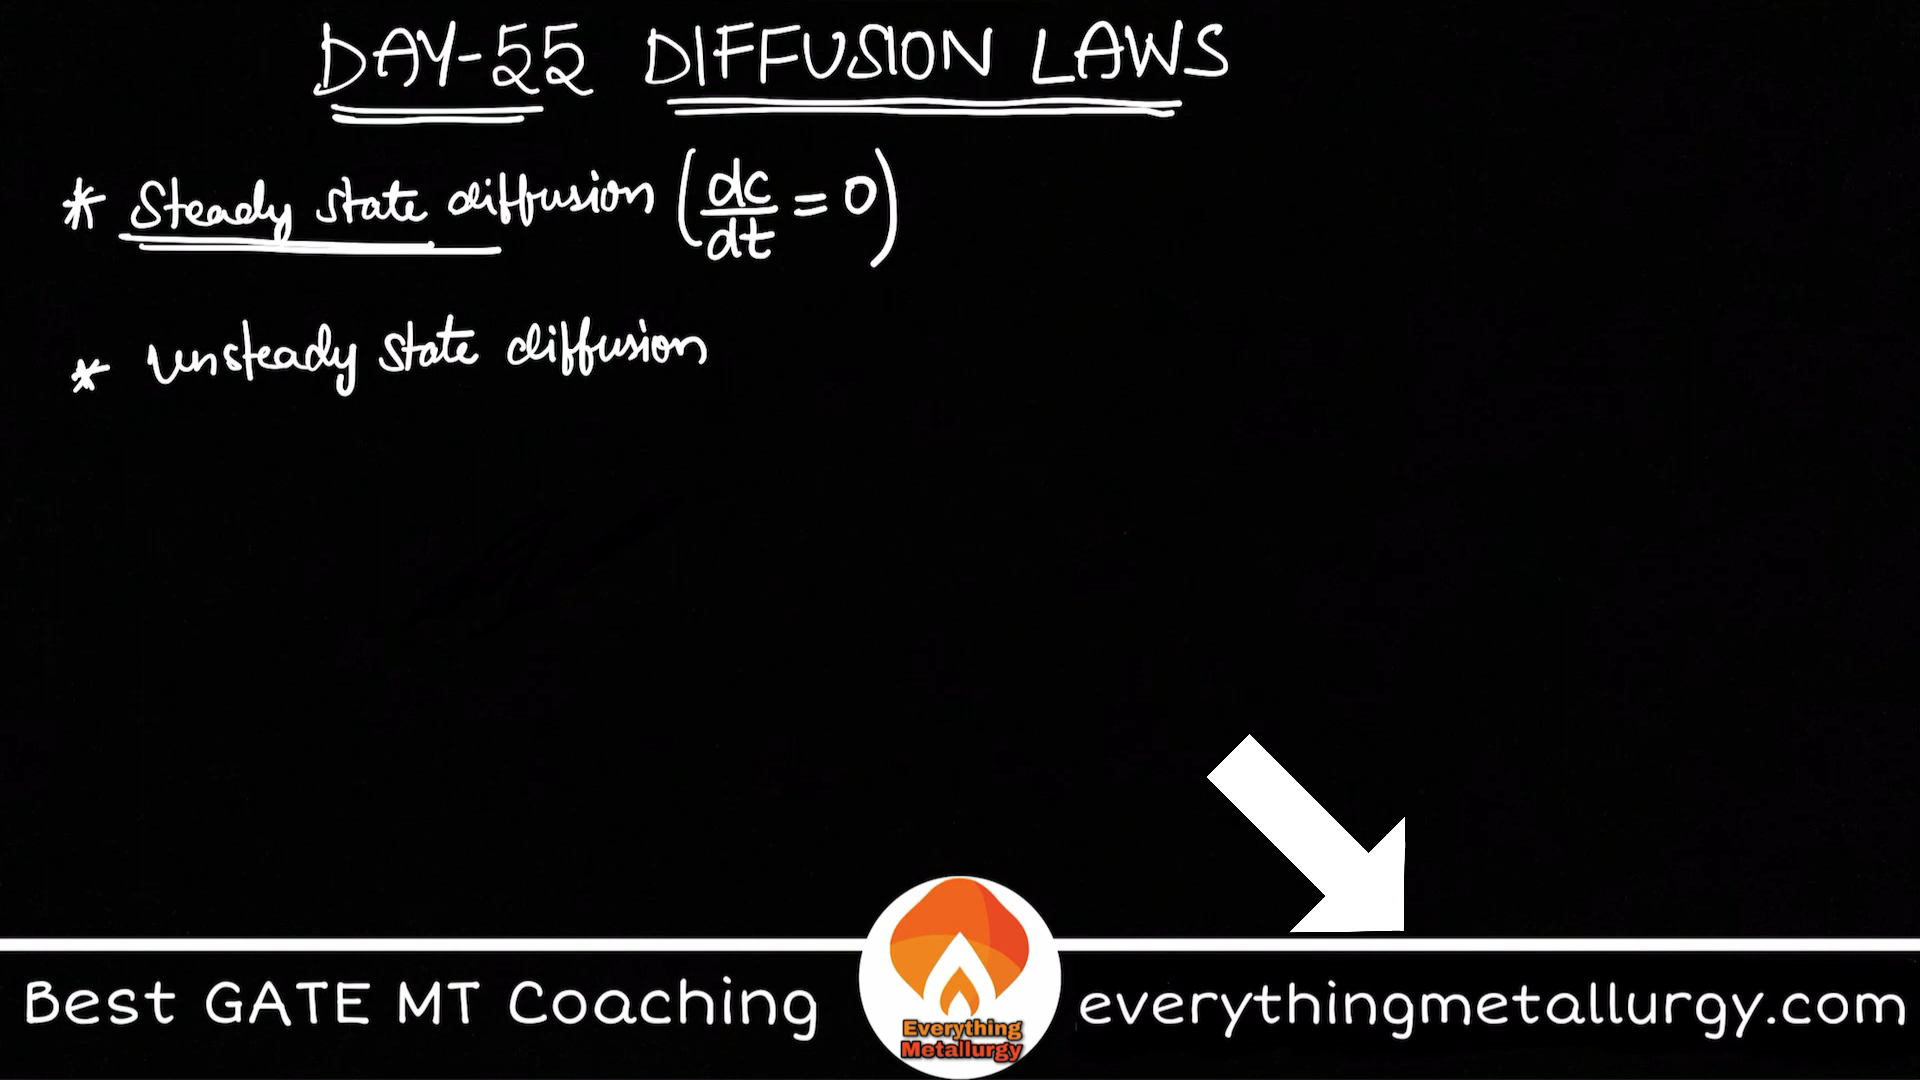 DAY-55 DIFFUSION LAWS
* Steady state diffusion (dc/dt = 0)
* unsteady state diffusion
Best GATE MT Coaching
Everything
Metallurgy
everythingmetallurgy.com